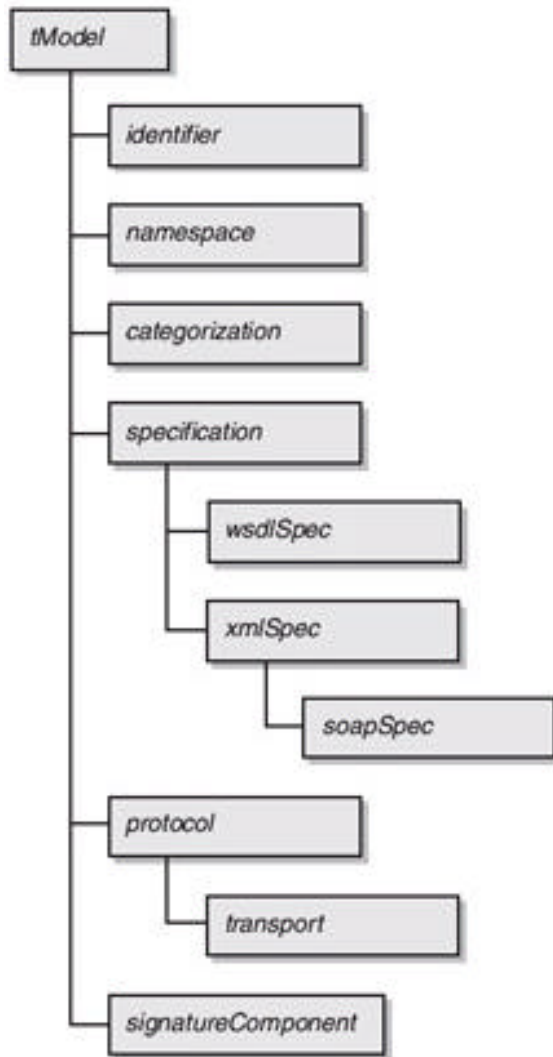 tModel
identifier
namespace
categorization
specification
wsdlSpec
xmlSpec
soapSpec
protocol
transport
signatureComponent